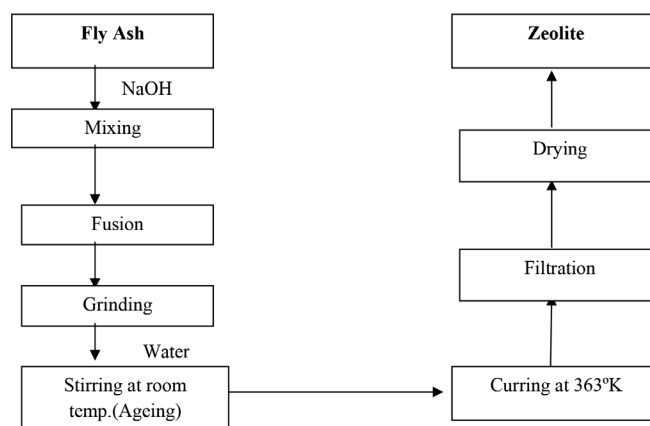 Fly Ash
NaOH
Mixing
Fusion
Grinding
Water
Stirring at room
temp.(Ageing)
Curring at 363ºK
Filtration
Drying
Zeolite